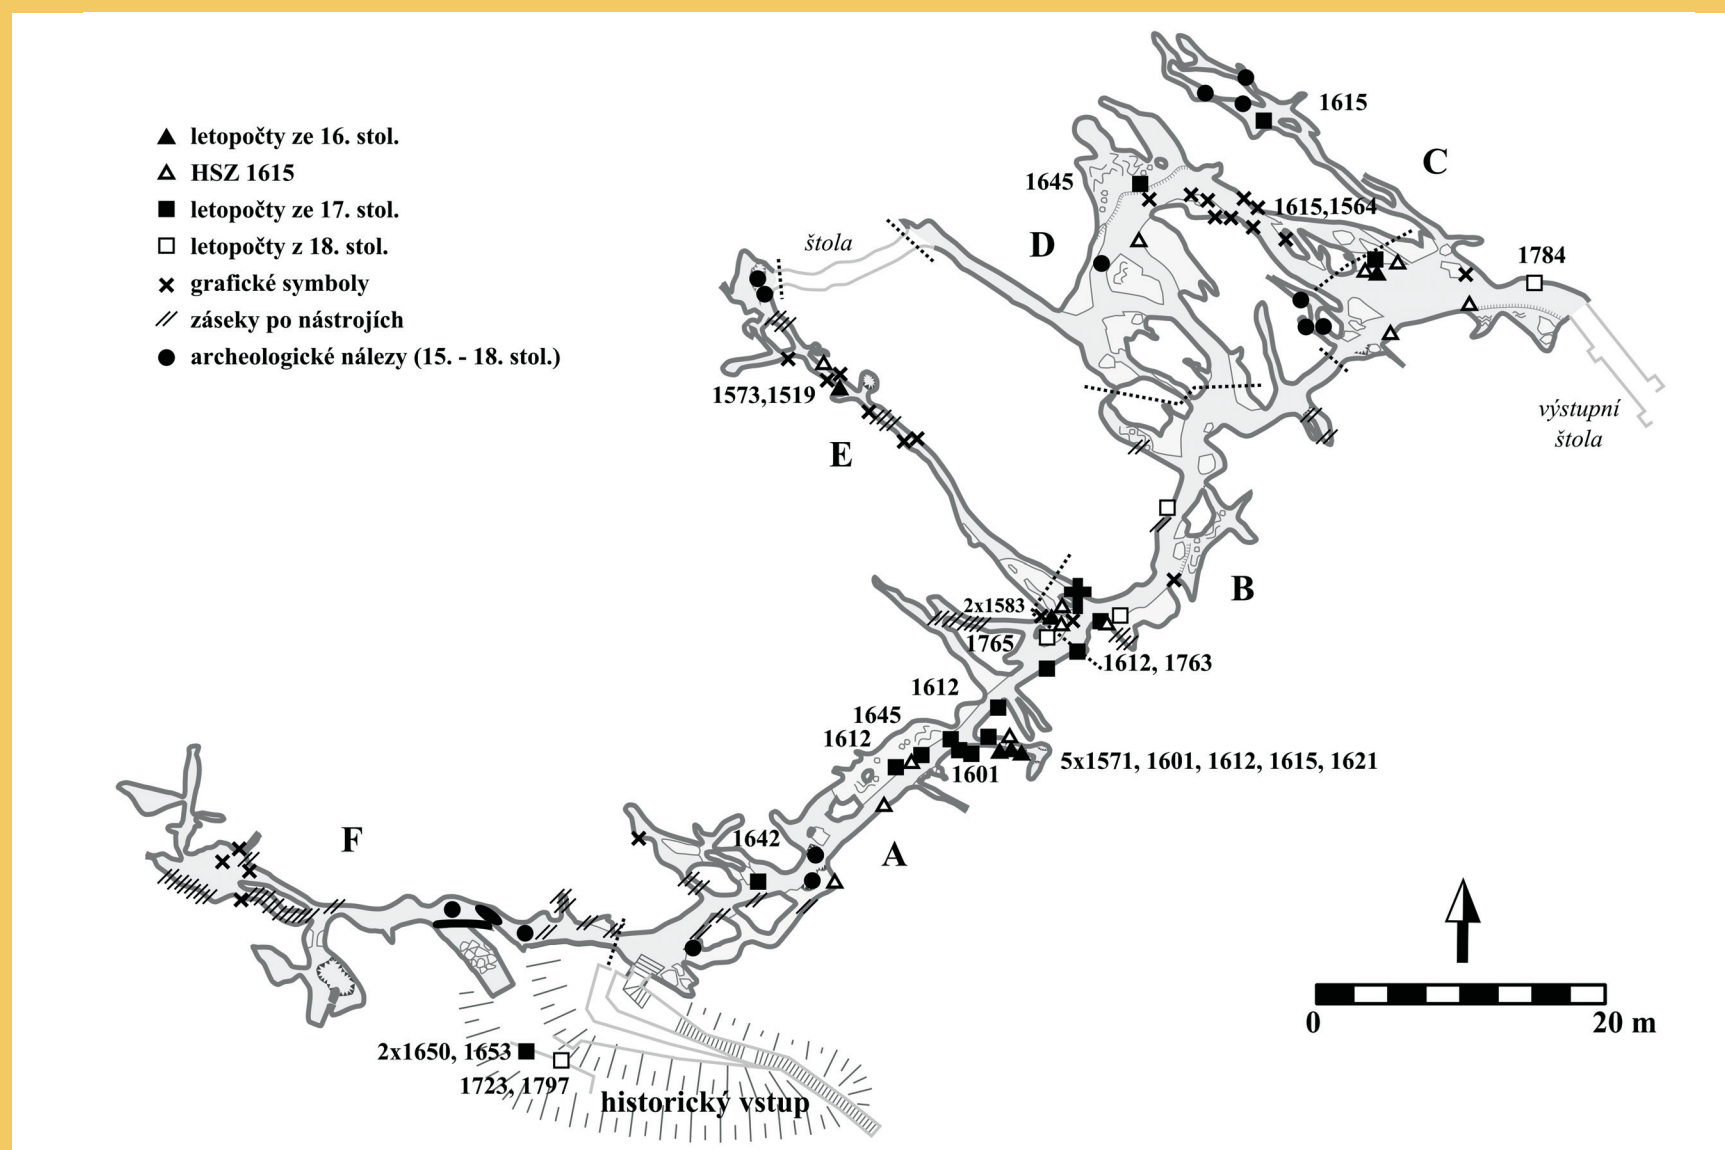 letopočty ze 16. stol.
HSZ 1615
letopočty ze 17. stol.
letopočty z 18. stol.
grafické symboly
záseky po nástrojích
archeologické nálezy (15. - 18. stol.)
1615
C
1645
1615,1564
D
štola
1784
1573,1519
výstupní
štola
E
B
2x1583
1765
1612, 1763
1612
1645
1612
1601
5x1571, 1601, 1612, 1615, 1621
1642
F
A
0
20 m
2x1650, 1653
1723, 1797
historický vstup